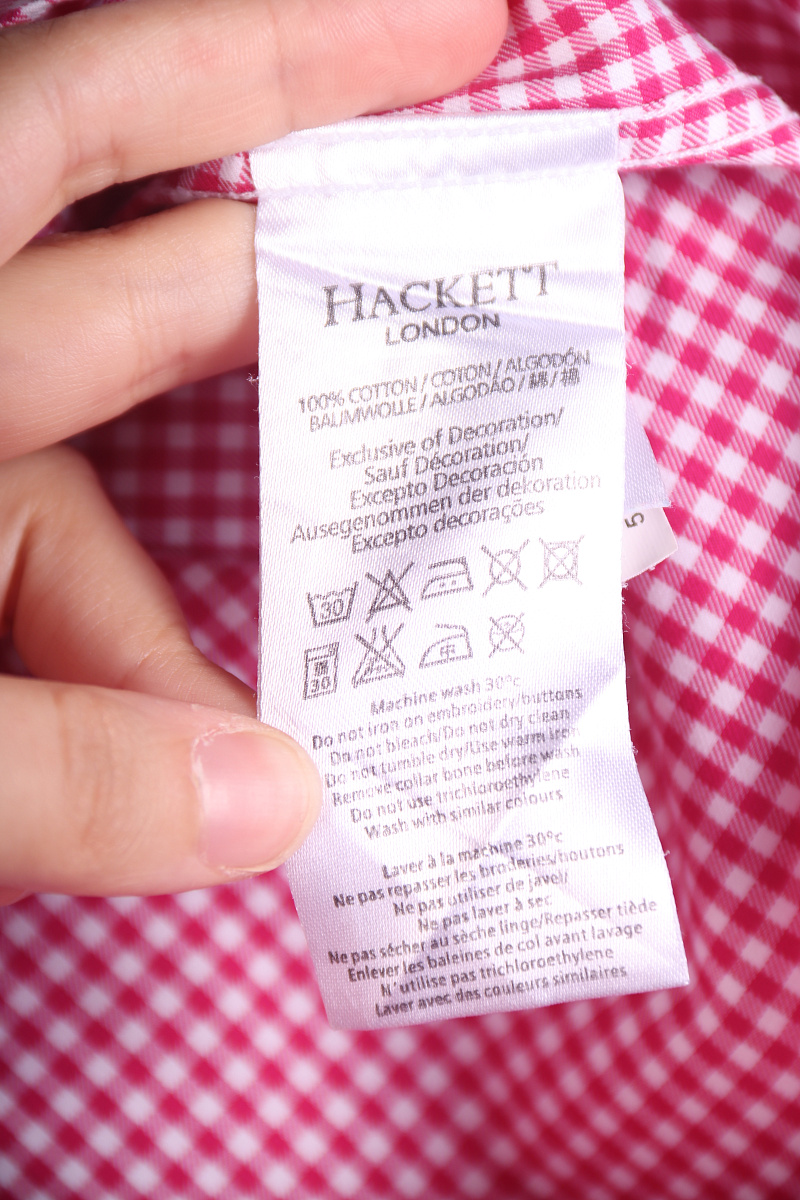 HACKETT
LONDON
100% COTTON / COTON / ALGODÓN
BAUMWOLLE / ALGODÃO / 綿 / 棉
Exclusive of Decoration/
Sauf Décoration/
Excepto Decoración
Ausegenommen der dekoration
Excepto decorações
30
30
Machine wash 30°c
Do not iron on embroidery/buttons
Do not bleach/Do not dry clean
Do not tumble dry/Use warm iron
Remove collar bone before wash
Do not use trichloroethylene
Wash with similar colours
Laver à la machine 30°c
Ne pas repasser les broderies/boutons
Ne pas utiliser de javel/
Ne pas laver à sec
Ne pas sécher au sèche linge/Repasser tiède
Enlever les baleines de col avant lavage
N'utilise pas trichloroethylene
Laver avec des couleurs similaires
5